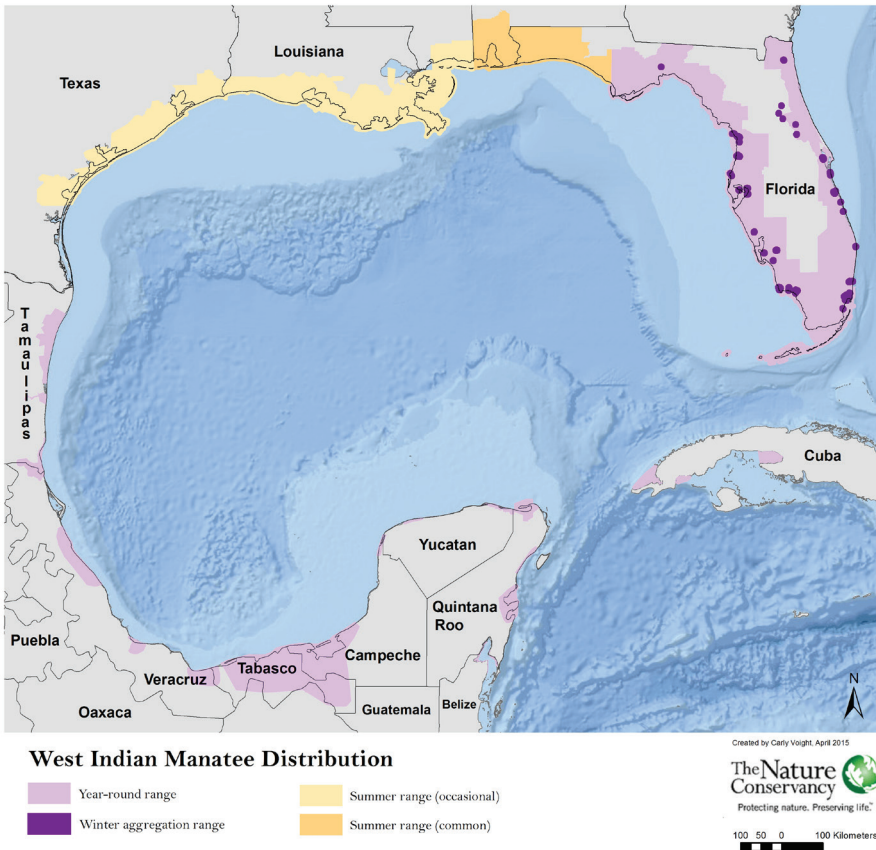 Louisiana
Texas
Florida
Tamaulipas
Cuba
Yucatan
Quintana
Roo
Puebla
Campeche
Tabasco
Veracruz
Belize
Guatemala
Oaxaca
N
Created by Carly Voight, April 2015
West Indian Manatee Distribution
Year-round range
Winter aggregation range
Summer range (occasional)
Summer range (common)
The Nature
Conservancy
Protecting nature. Preserving life.™
100 50 0 100 Kilometers